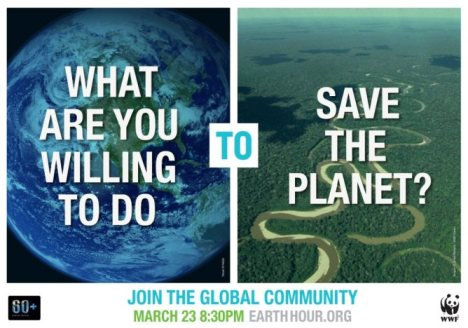 WHAT
ARE YOU
WILLING
TO DO
TO
SAVE
THE
PLANET?
60+
JOIN THE GLOBAL COMMUNITY
MARCH 23 8:30PM EARTHHOUR.ORG
WWF